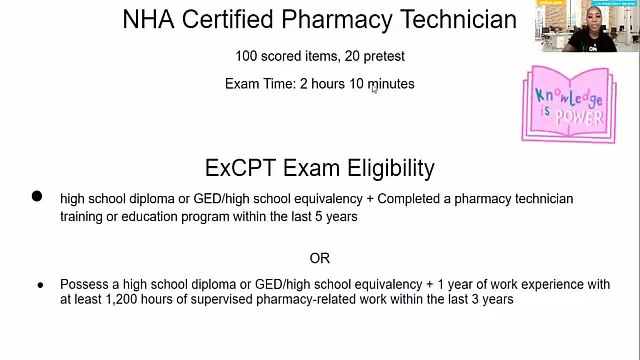 NHA Certified Pharmacy Technician
100 scored items, 20 pretest
Exam Time: 2 hours 10 minutes
Knowledge
is POWER
ExCPT Exam Eligibility
● high school diploma or GED/high school equivalency + Completed a pharmacy technician
training or education program within the last 5 years
OR
● Possess a high school diploma or GED/high school equivalency + 1 year of work experience with
at least 1,200 hours of supervised pharmacy-related work within the last 3 years